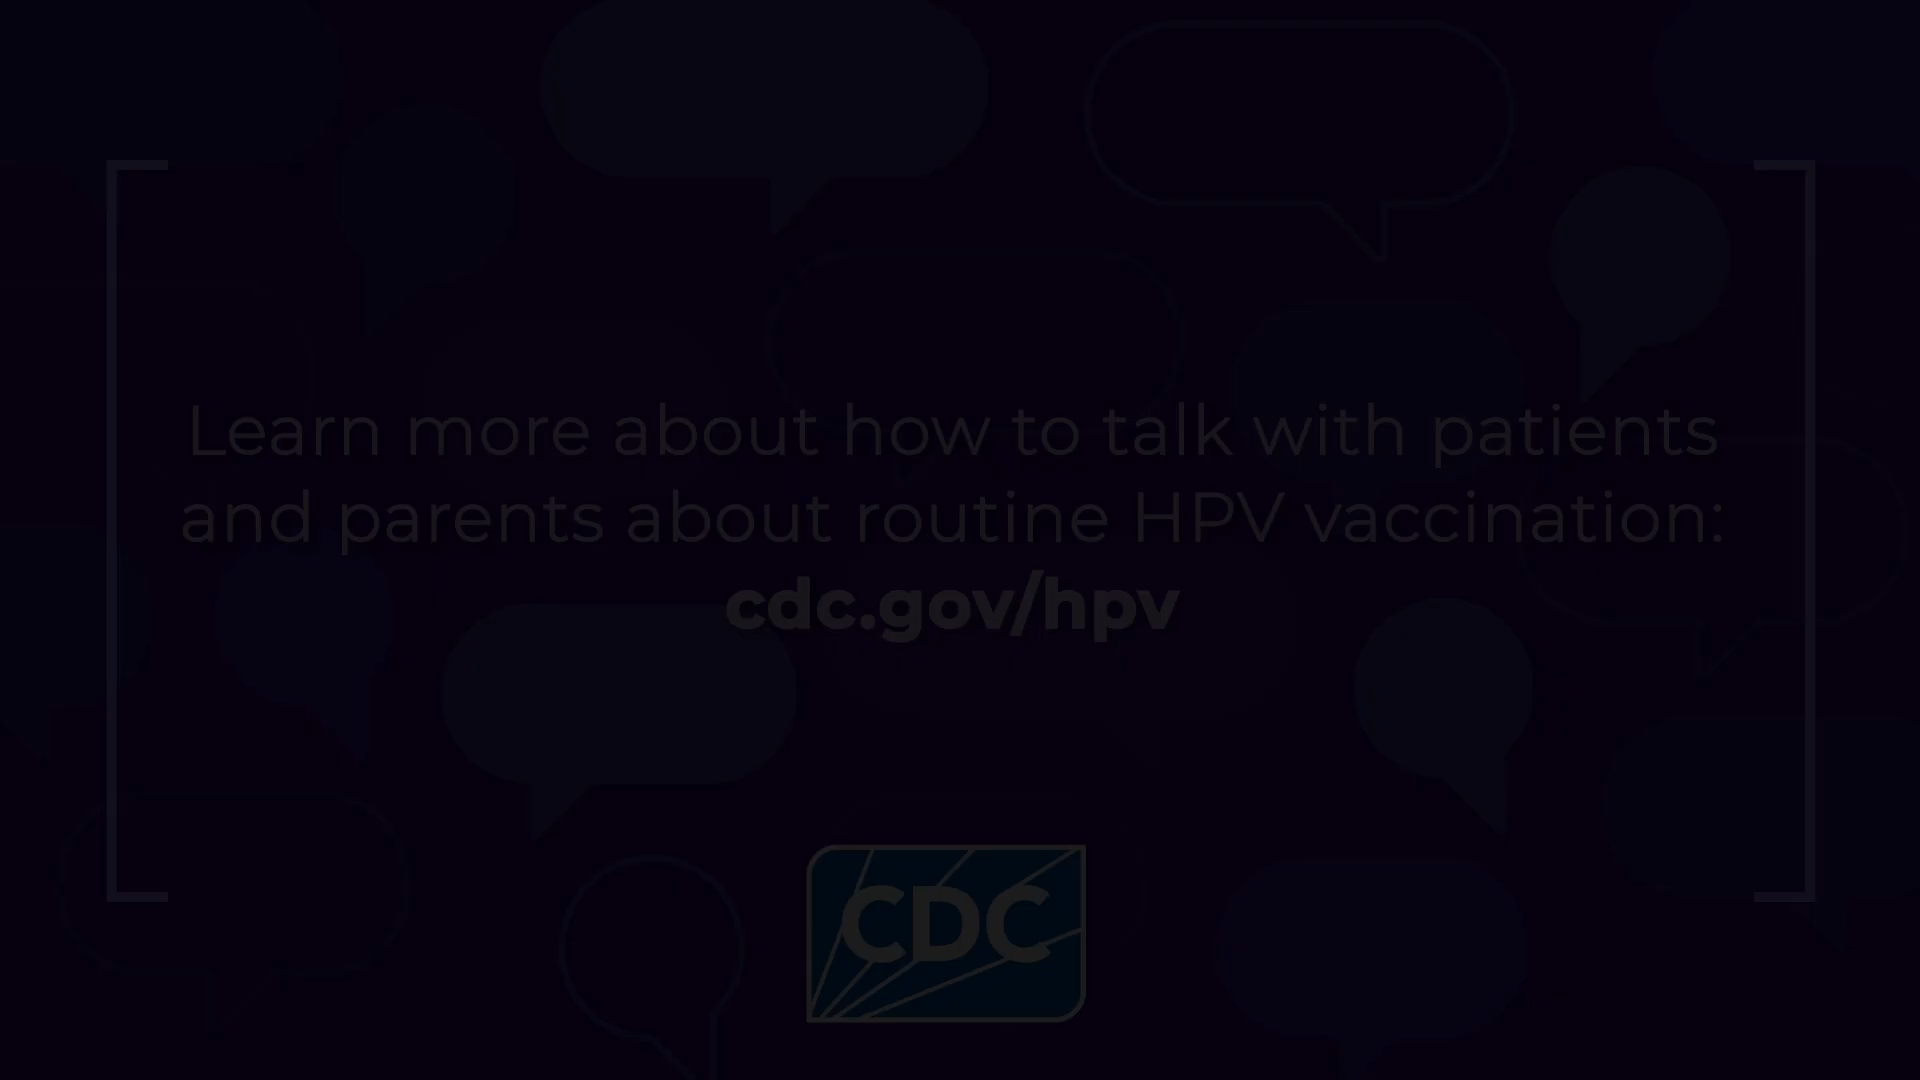 Learn more about how to talk with patients
and parents about routine HPV vaccination:
cdc.gov/hpv
CDC